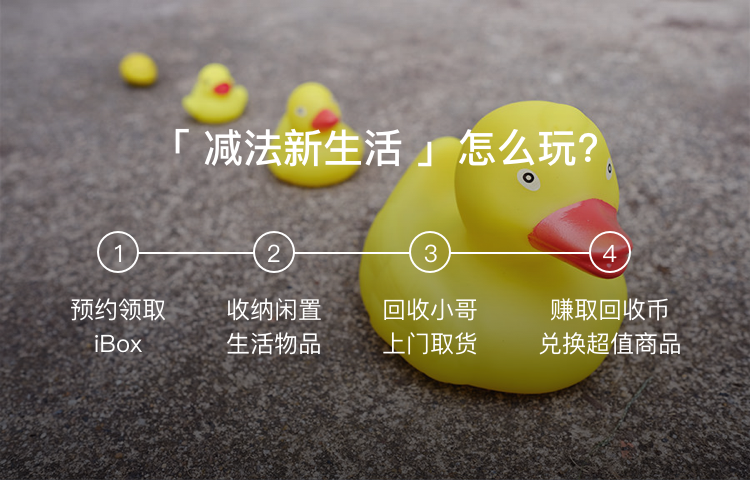 「 减法新生活 」怎么玩?
1
2
3
4
预约领取
iBox
收纳闲置
生活物品
回收小哥
上门取货
赚取回收币
兑换超值商品